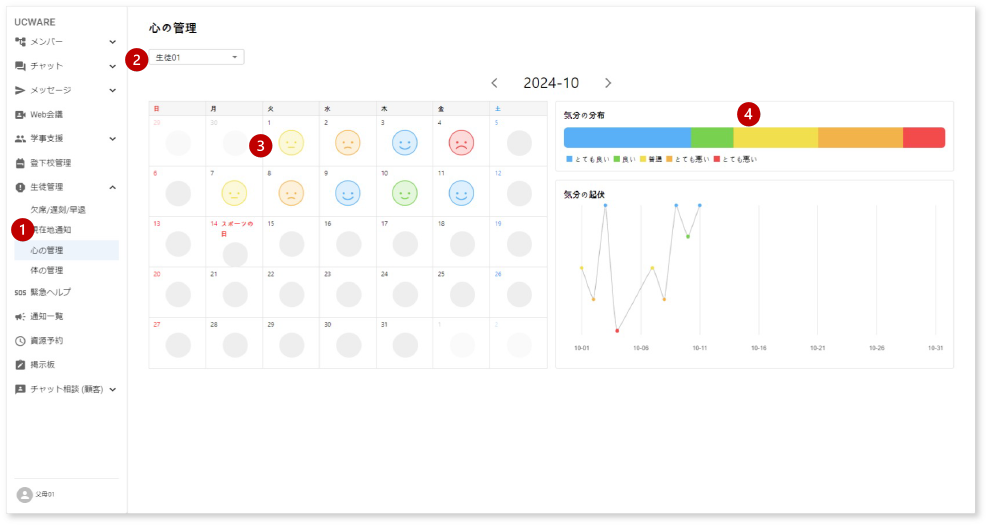 UCWARE
メンバー
チャット
メッセージ
Web会議
学事支援
登下校管理
生徒管理
欠席/遅刻/早退
1
現在地通知
心の管理
体の管理
SOS 緊急ヘルプ
通知一覧
資源予約
掲示板
チャット相談 (顧客)
父母01
心の管理
2
生徒01
2024-10
日 月 火 水 木 金 土
29 30 1 2 3 4 5
3
6 7 8 9 10 11 12
13 14 スポーツの日 15 16 17 18 19
20 21 22 23 24 25 26
27 28 29 30 31 1 2
気分の分布
4
とても良い 良い 普通 とても悪い とても悪い
気分の起伏
10-01 10-06 10-11 10-16 10-21 10-26 10-31